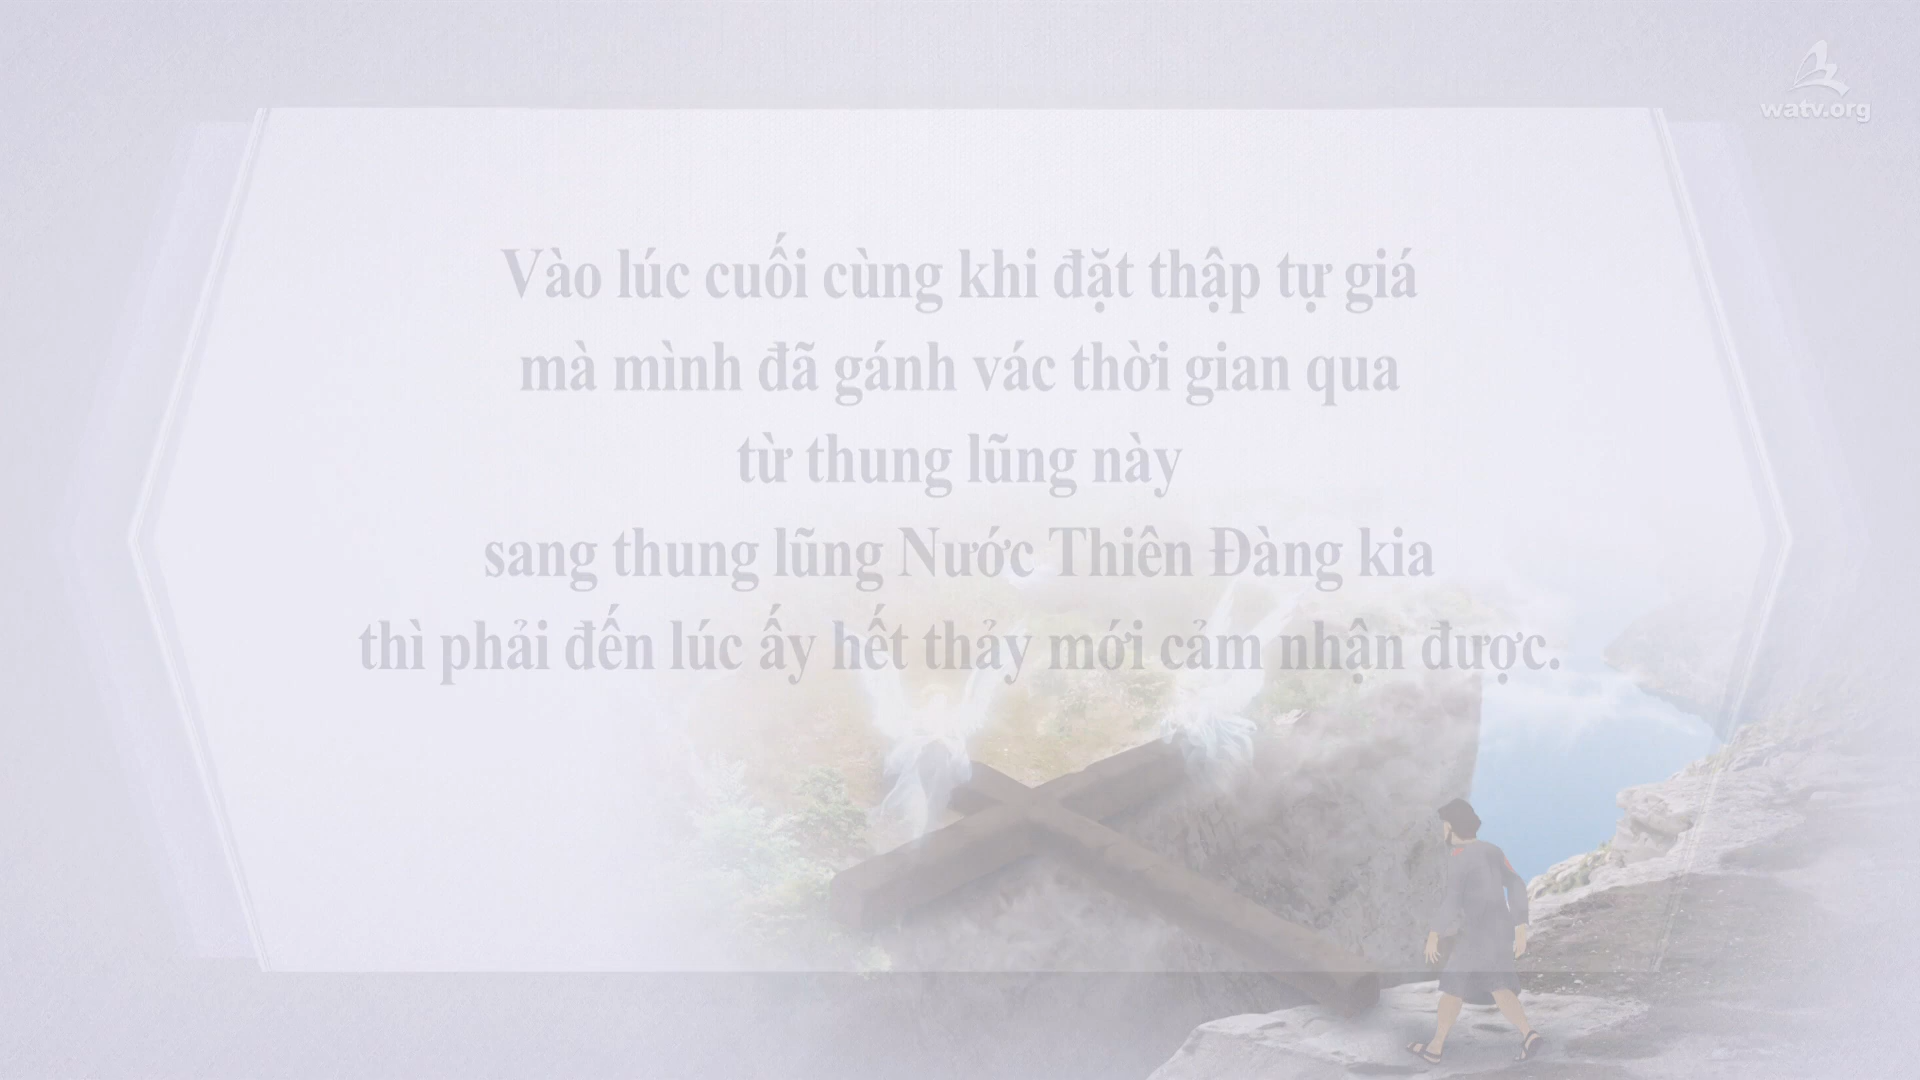 watv.org
Vào lúc cuối cùng khi đặt thập tự giá
mà mình đã gánh vác thời gian qua
từ thung lũng này
sang thung lũng Nước Thiên Đàng kia
thì phải đến lúc ấy hết thảy mới cảm nhận được.